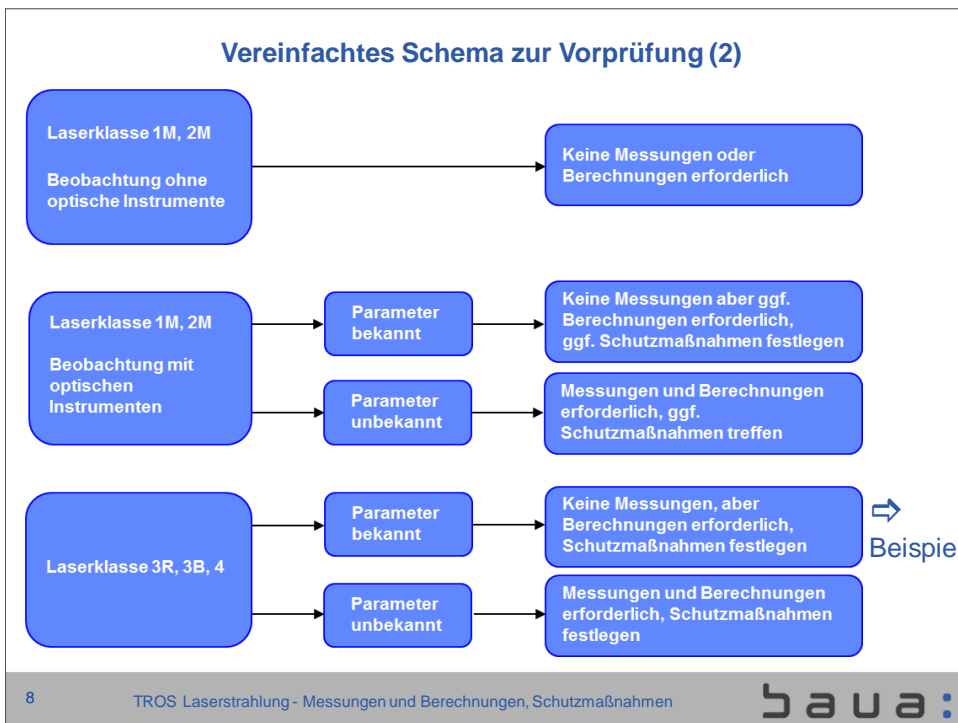 Vereinfachtes Schema zur Vorprüfung (2)
Laserklasse 1M, 2M
Beobachtung ohne
optische Instrumente
Keine Messungen oder
Berechnungen erforderlich
Laserklasse 1M, 2M
Beobachtung mit
optischen
Instrumenten
Parameter
bekannt
Keine Messungen aber ggf.
Berechnungen erforderlich,
ggf. Schutzmaßnahmen festlegen
Parameter
unbekannt
Messungen und Berechnungen
erforderlich, ggf.
Schutzmaßnahmen treffen
Laserklasse 3R, 3B, 4
Parameter
bekannt
Keine Messungen, aber
Berechnungen erforderlich,
Schutzmaßnahmen festlegen
⇨
Beispie
Parameter
unbekannt
Messungen und Berechnungen
erforderlich, Schutzmaßnahmen
festlegen
8
TROS Laserstrahlung - Messungen und Berechnungen, Schutzmaßnahmen
baua: